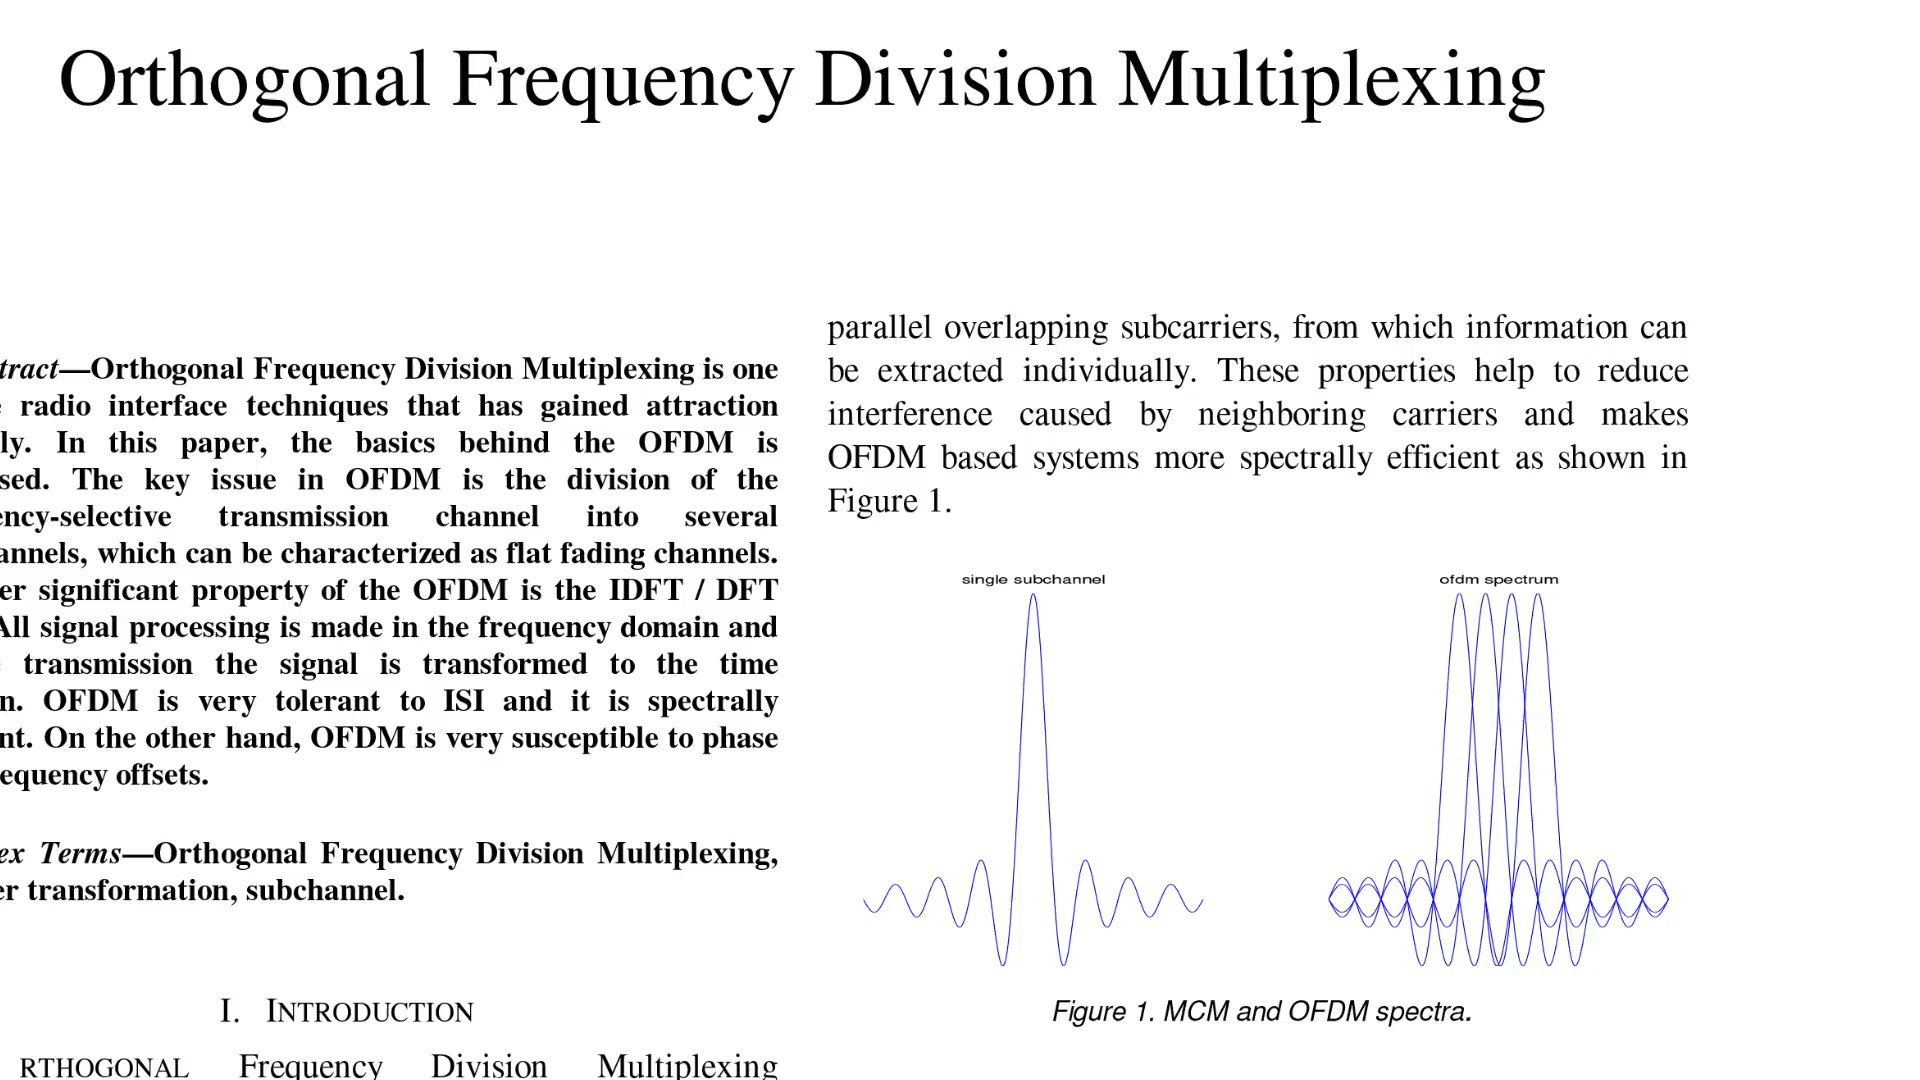 Orthogonal Frequency Division Multiplexing
tract—Orthogonal Frequency Division Multiplexing is one
radio interface techniques that has gained attraction
ly. In this paper, the basics behind the OFDM is
sed. The key issue in OFDM is the division of the
ency-selective transmission channel into several
annels, which can be characterized as flat fading channels.
er significant property of the OFDM is the IDFT / DFT
All signal processing is made in the frequency domain and
transmission the signal is transformed to the time
n. OFDM is very tolerant to ISI and it is spectrally
nt. On the other hand, OFDM is very susceptible to phase
equency offsets.
ex Terms—Orthogonal Frequency Division Multiplexing,
er transformation, subchannel.
I. INTRODUCTION
RTHOGONAL Frequency Division Multiplexing
parallel overlapping subcarriers, from which information can
be extracted individually. These properties help to reduce
interference caused by neighboring carriers and makes
OFDM based systems more spectrally efficient as shown in
Figure 1.
single subchannel
ofdm spectrum
Figure 1. MCM and OFDM spectra.